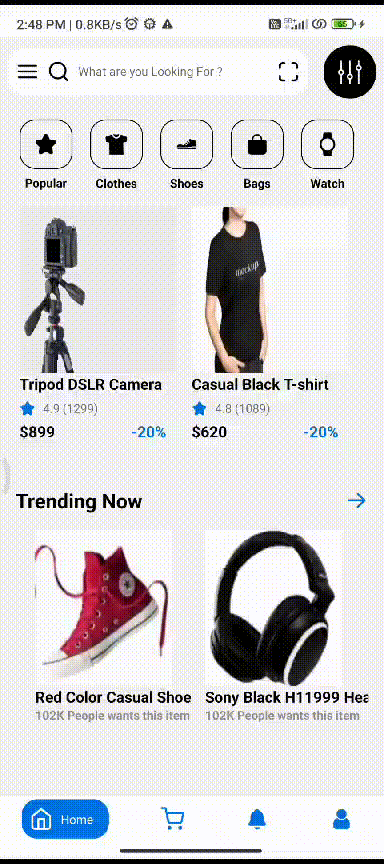 2:48 PM | 0.8KB/s
What are you Looking For ?
Popular
Clothes
Shoes
Bags
Watch
mockup
Tripod DSLR Camera
Casual Black T-shirt
4.9 (1299)
4.8 (1089)
$899
-20%
$620
-20%
Trending Now
Red Color Casual Shoe
Sony Black H11999 Hea
102K People wants this item
102K People wants this item
Home